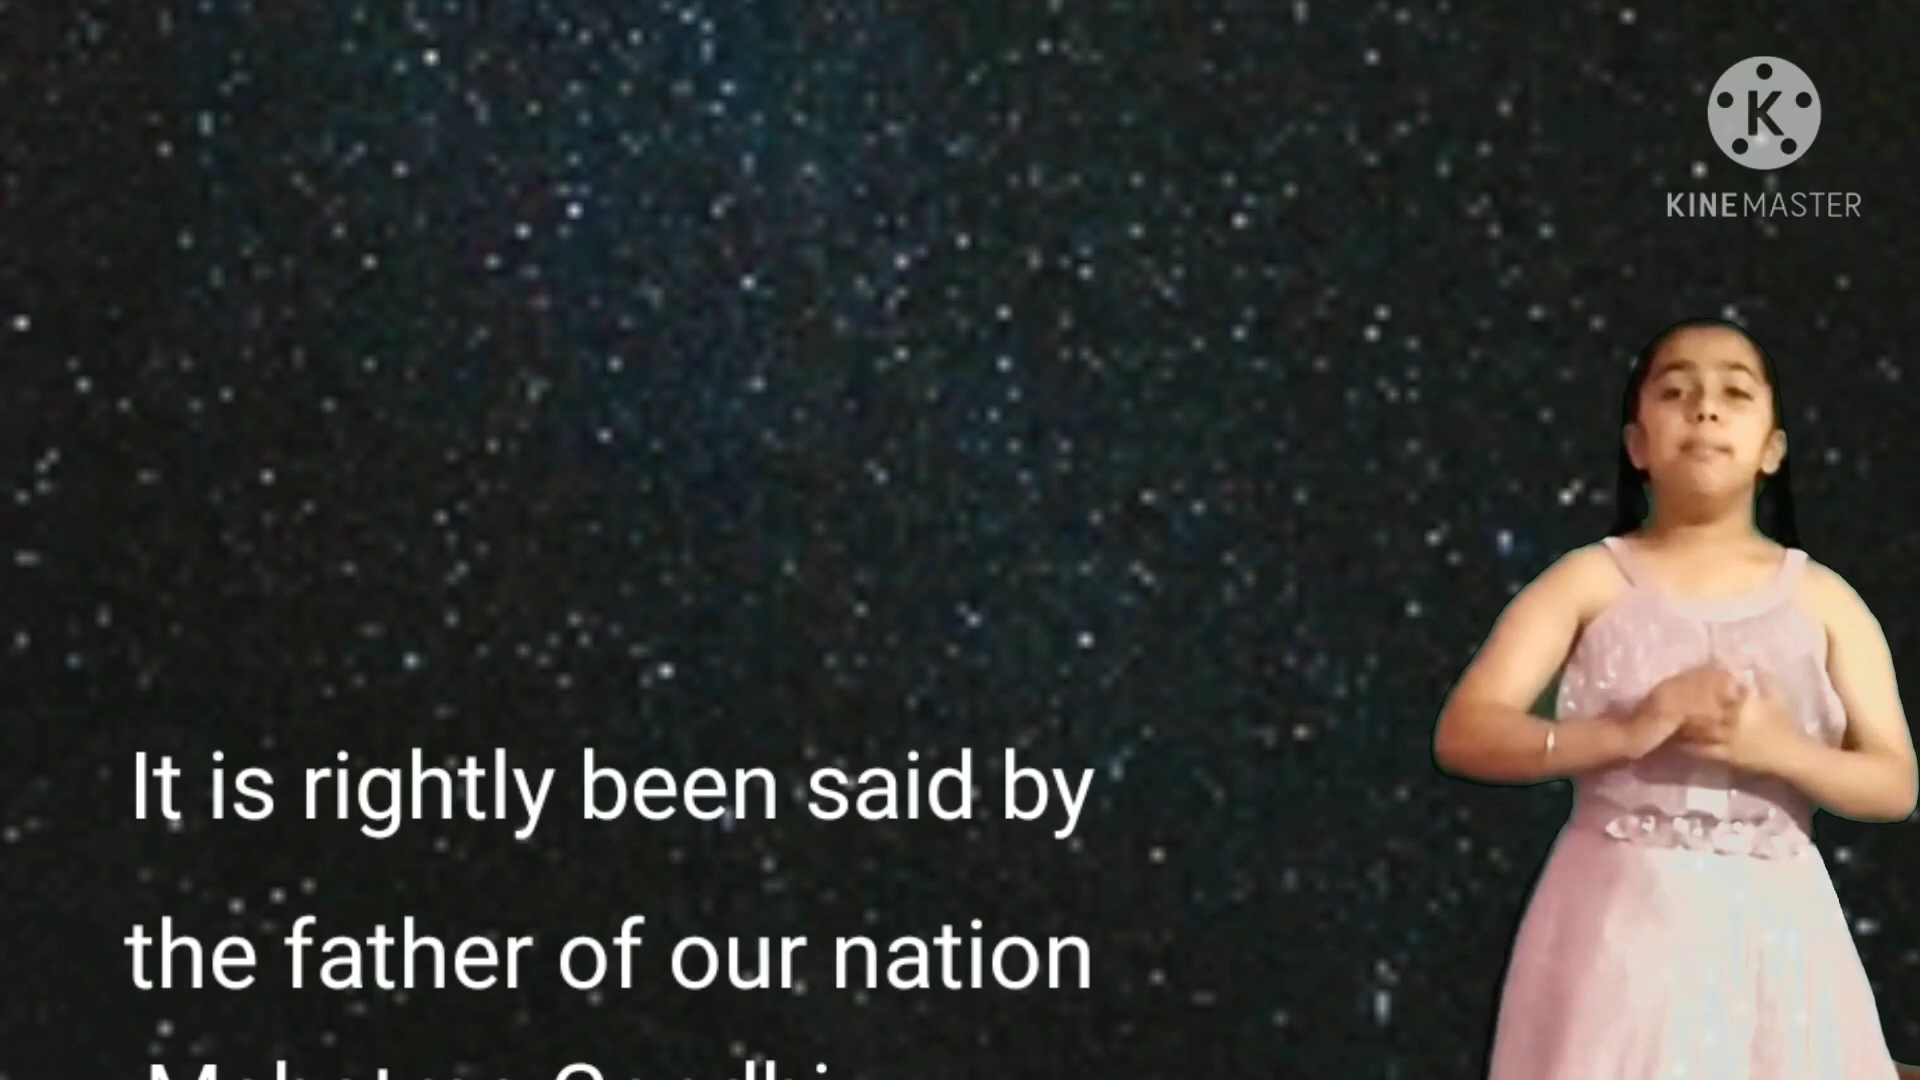 KINEMASTER
It is rightly been said by
the father of our nation